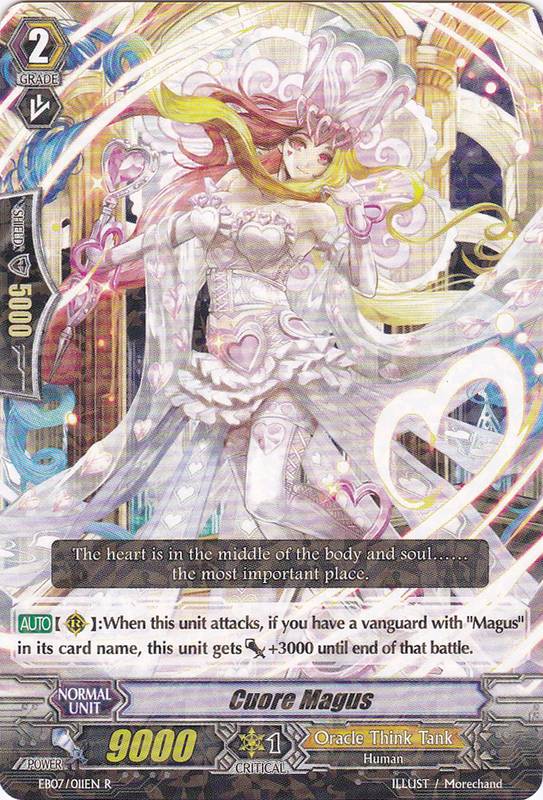 2
GRADE
SHIELD
5000
The heart is in the middle of the body and soul......
the most important place.
AUTO【 R 】:When this unit attacks, if you have a vanguard with "Magus"
in its card name, this unit gets +3000 until end of that battle.
NORMAL
UNIT
Cuore Magus
POWER
9000
1
CRITICAL
Oracle Think Tank
Human
EB07/011EN R
ILLUST / Morechand